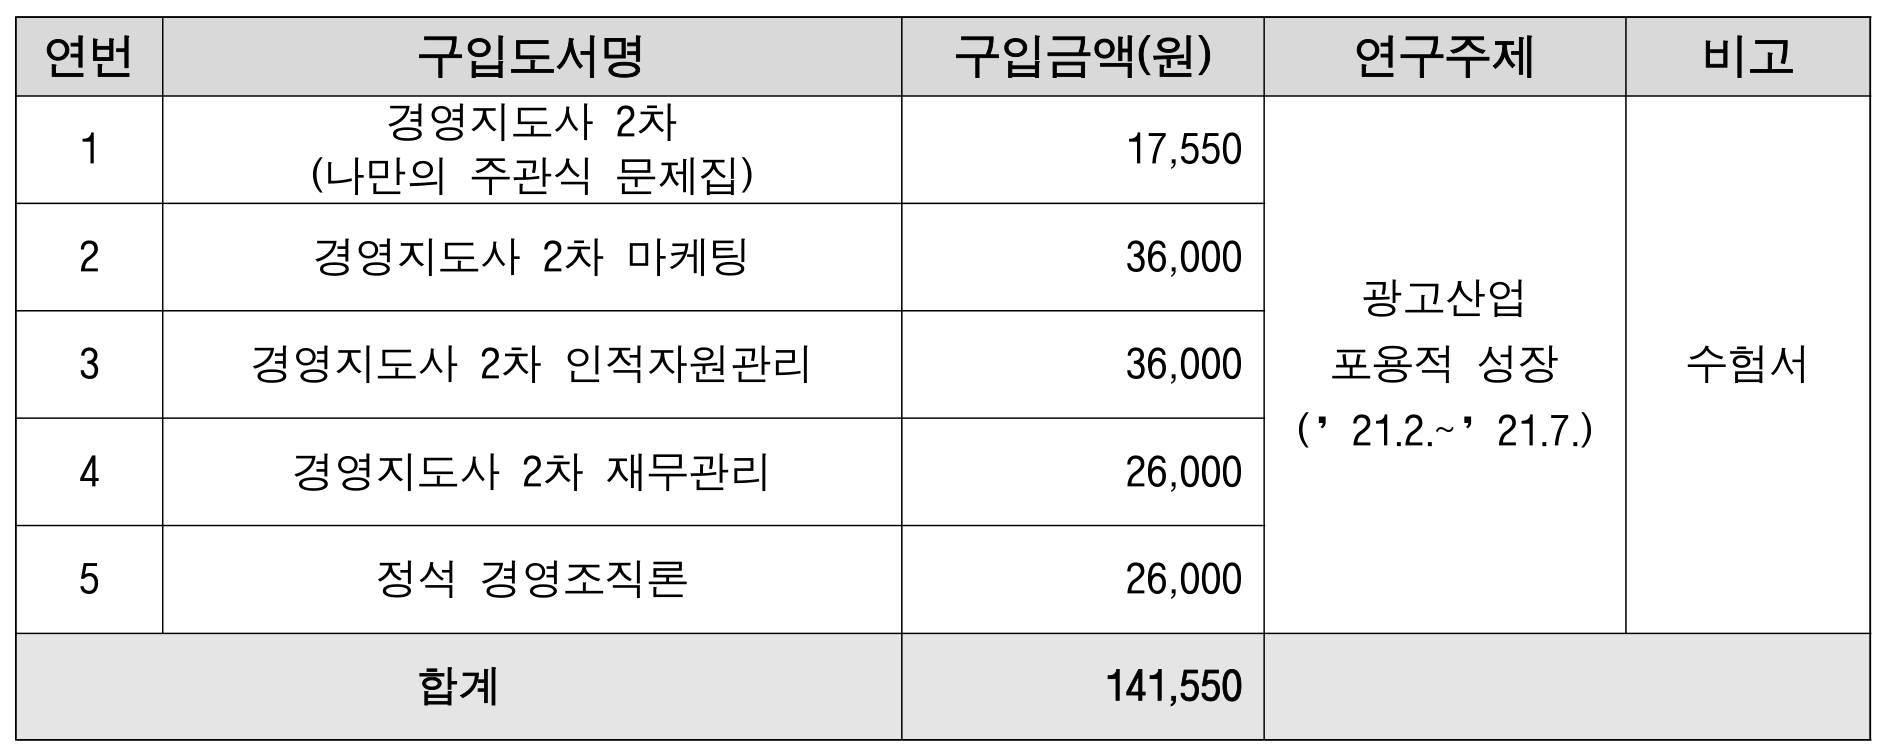 연번 구입도서명 구입금액(원) 연구주제 비고
1 경영지도사 2차 17,550
(나만의 주관식 문제집)
2 경영지도사 2차 마케팅 36,000
3 경영지도사 2차 인적자원관리 36,000
4 경영지도사 2차 재무관리 26,000
5 정석 경영조직론 26,000
광고산업
포용적 성장
(’ 21.2.~’ 21.7.)
수험서
합계 141,550